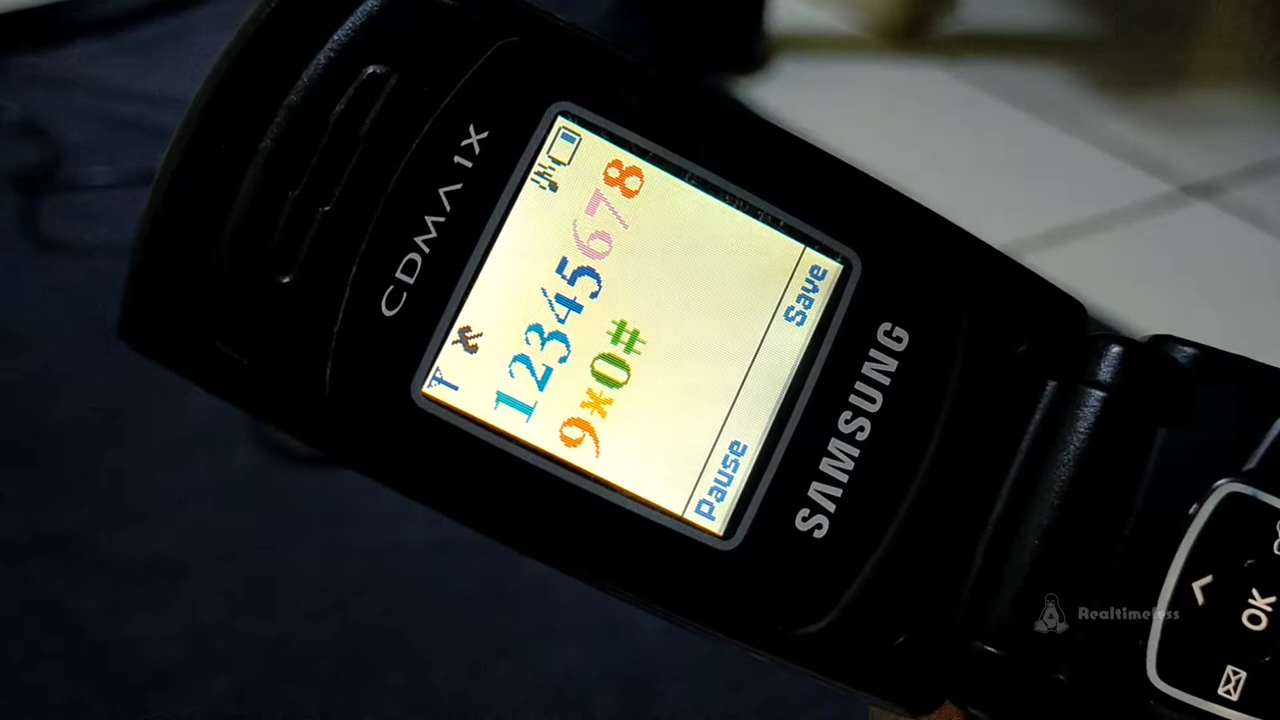 CDMA 1X
12345678
9*0#
Pause Save
SAMSUNG
OK
Realtimeless